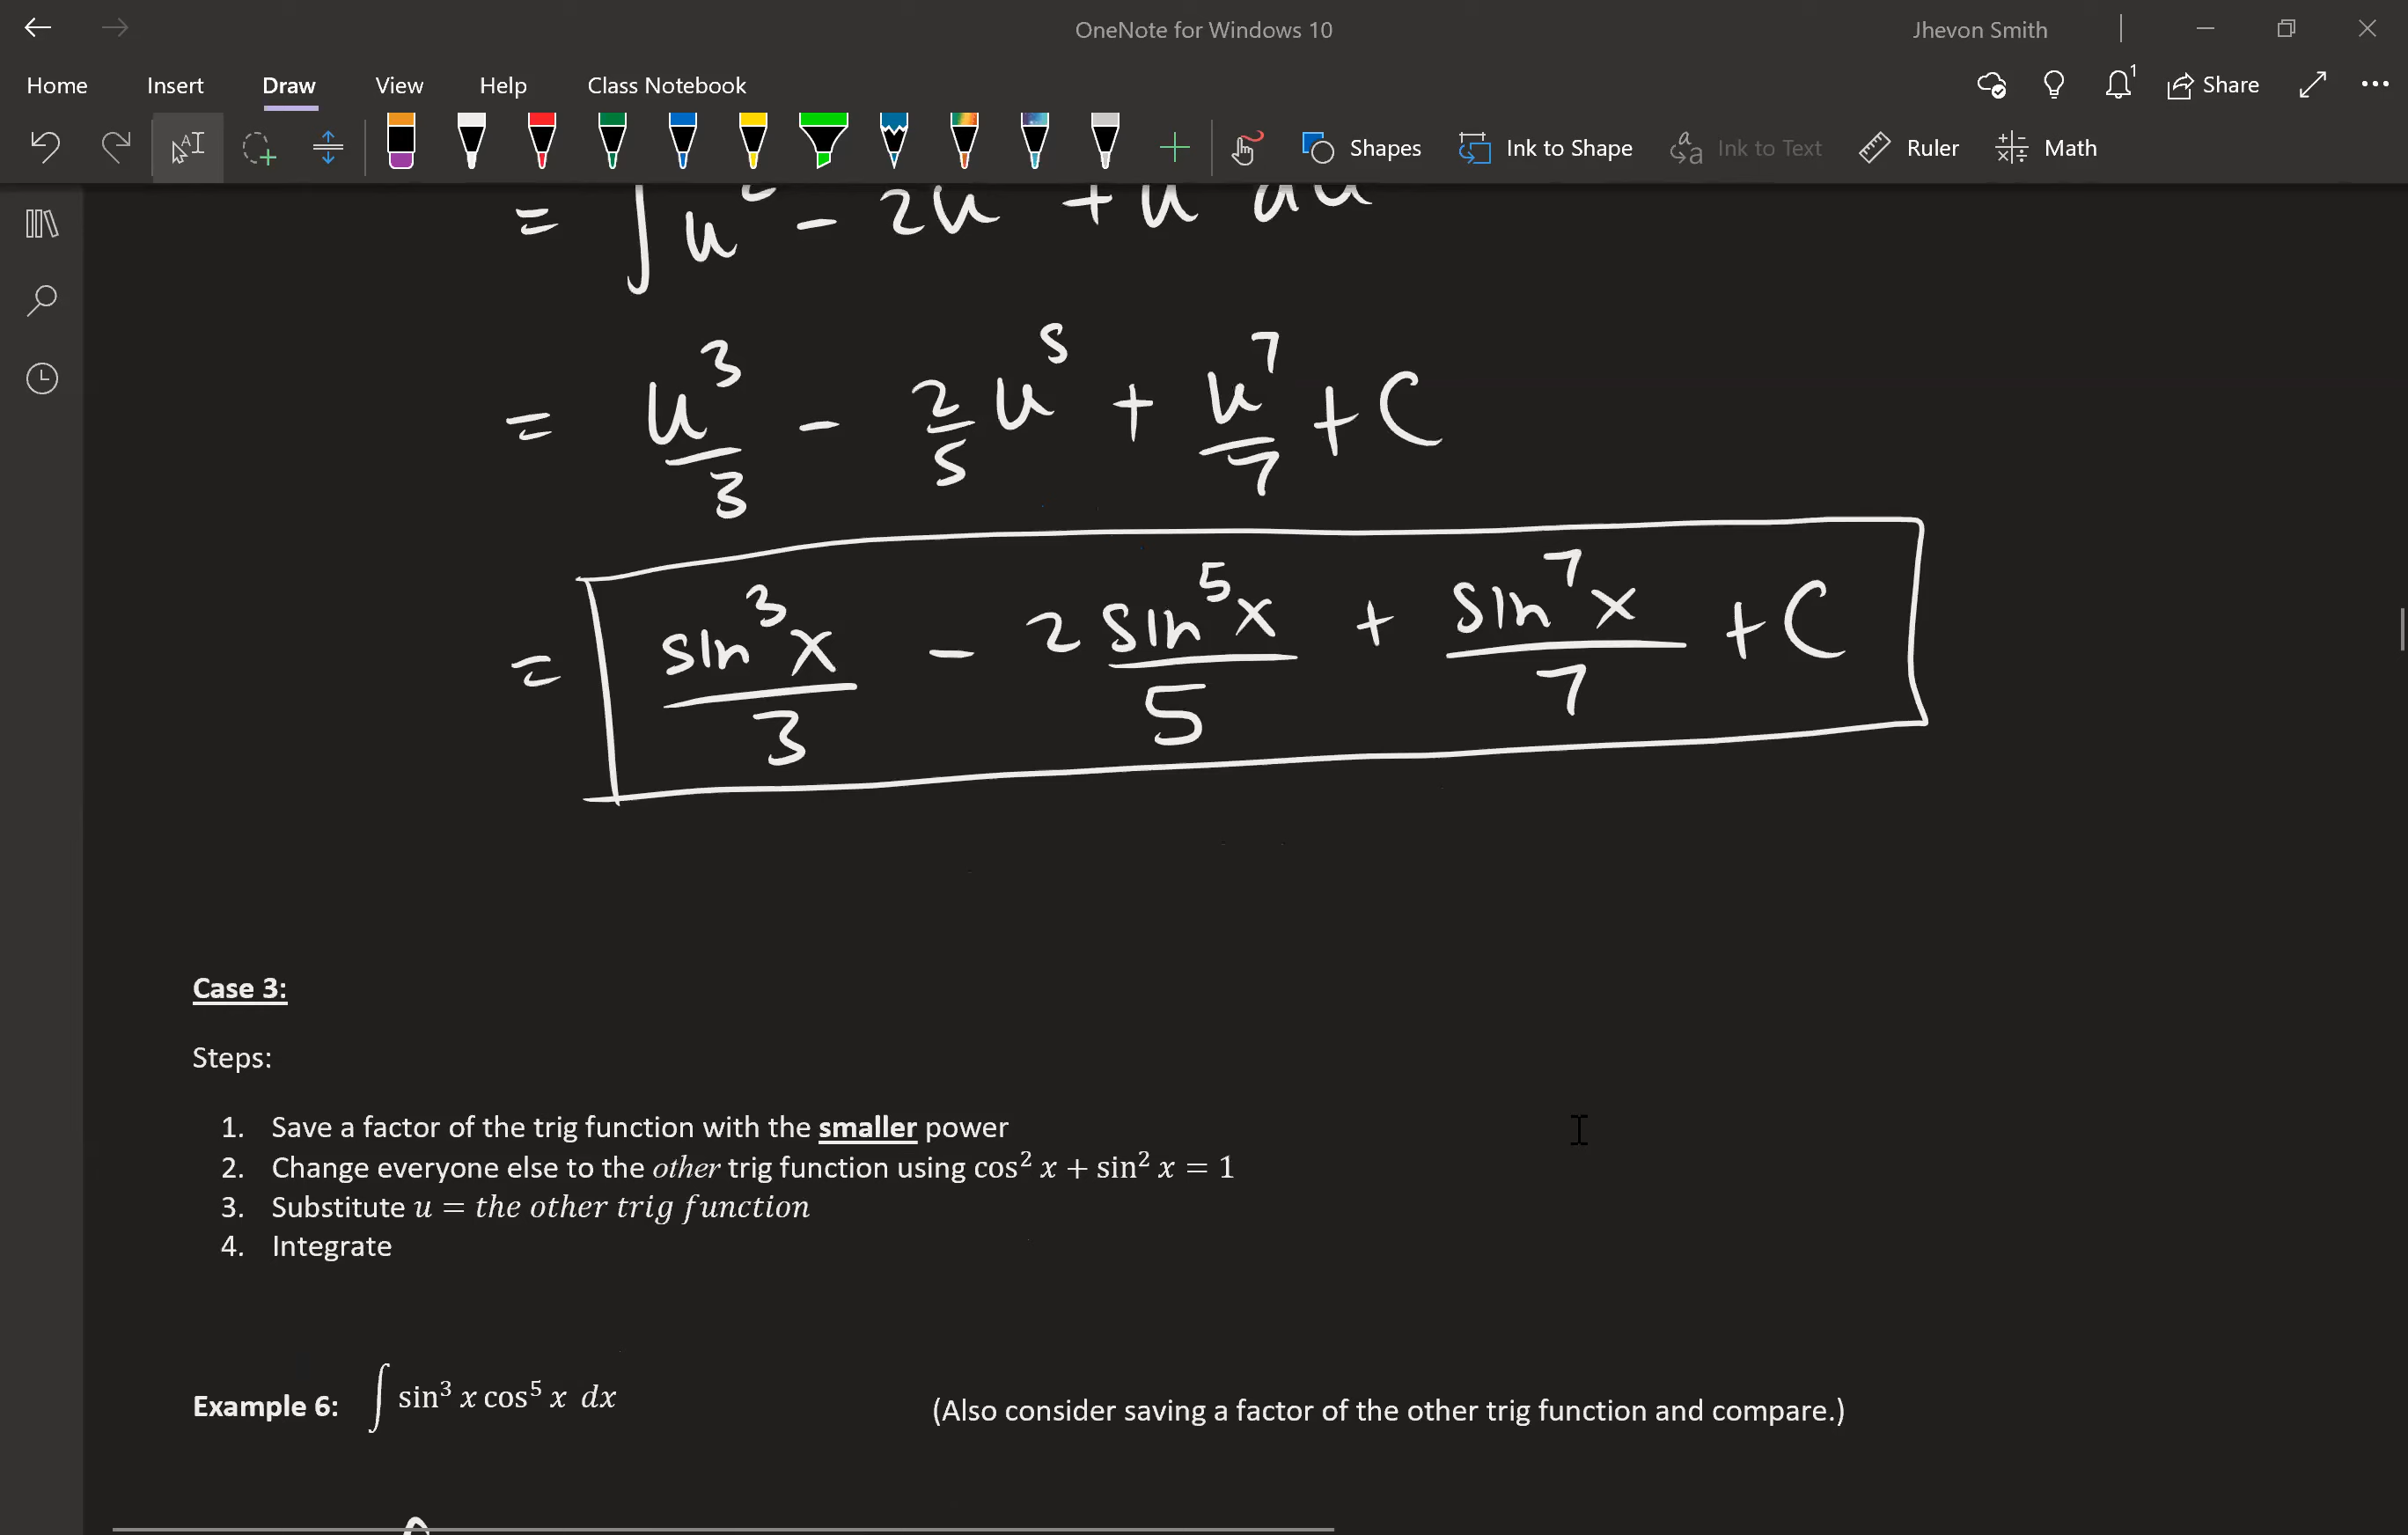 OneNote for Windows 10
Jhevon Smith
Home Insert Draw View Help Class Notebook
1 Share
Shapes Ink to Shape Ink to Text Ruler Math
= ∫ u² - 2u + u du
= u³/3 - 2/5 u⁵ + u⁷/7 + C
= sin³x/3 - 2 sin⁵x/5 + sin⁷x/7 + C
Case 3:
Steps:
1. Save a factor of the trig function with the smaller power
2. Change everyone else to the other trig function using cos² x + sin² x = 1
3. Substitute u = the other trig function
4. Integrate
Example 6: ∫ sin³ x cos⁵ x dx (Also consider saving a factor of the other trig function and compare.)